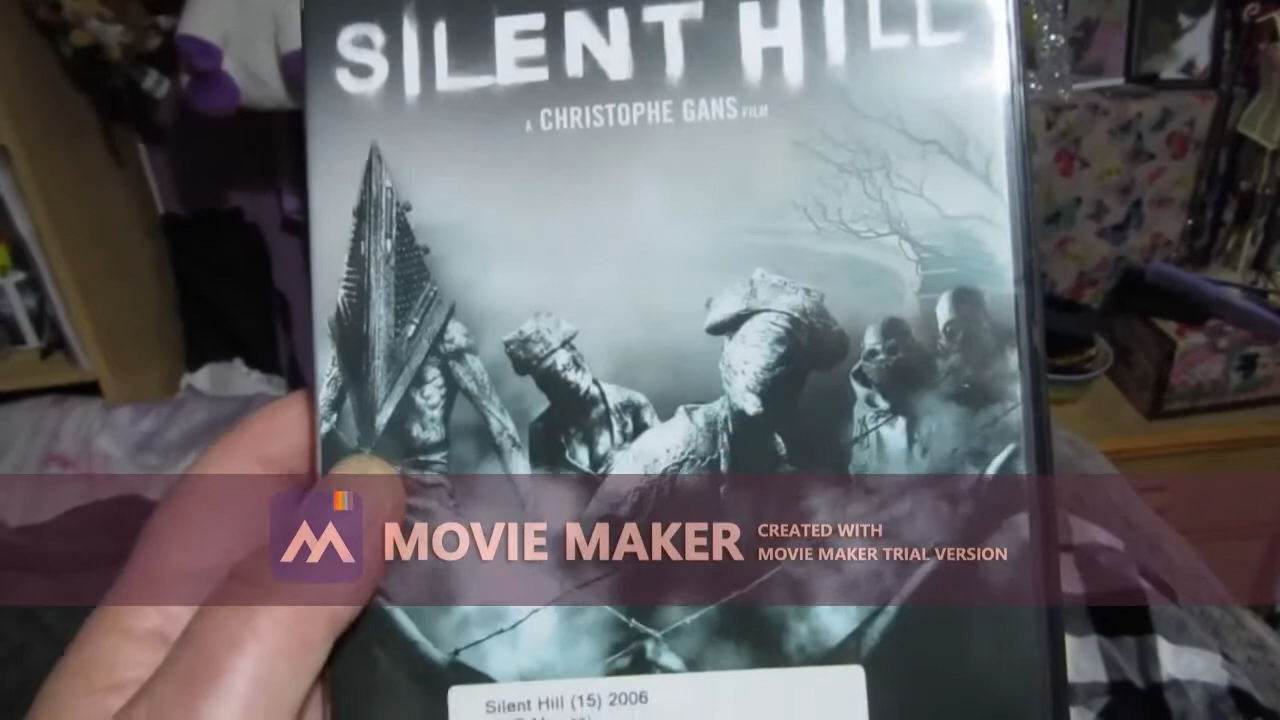 SILENT HILL
A CHRISTOPHE GANS FILM
MOVIE MAKER
CREATED WITH
MOVIE MAKER TRIAL VERSION
Silent Hill (15) 2006